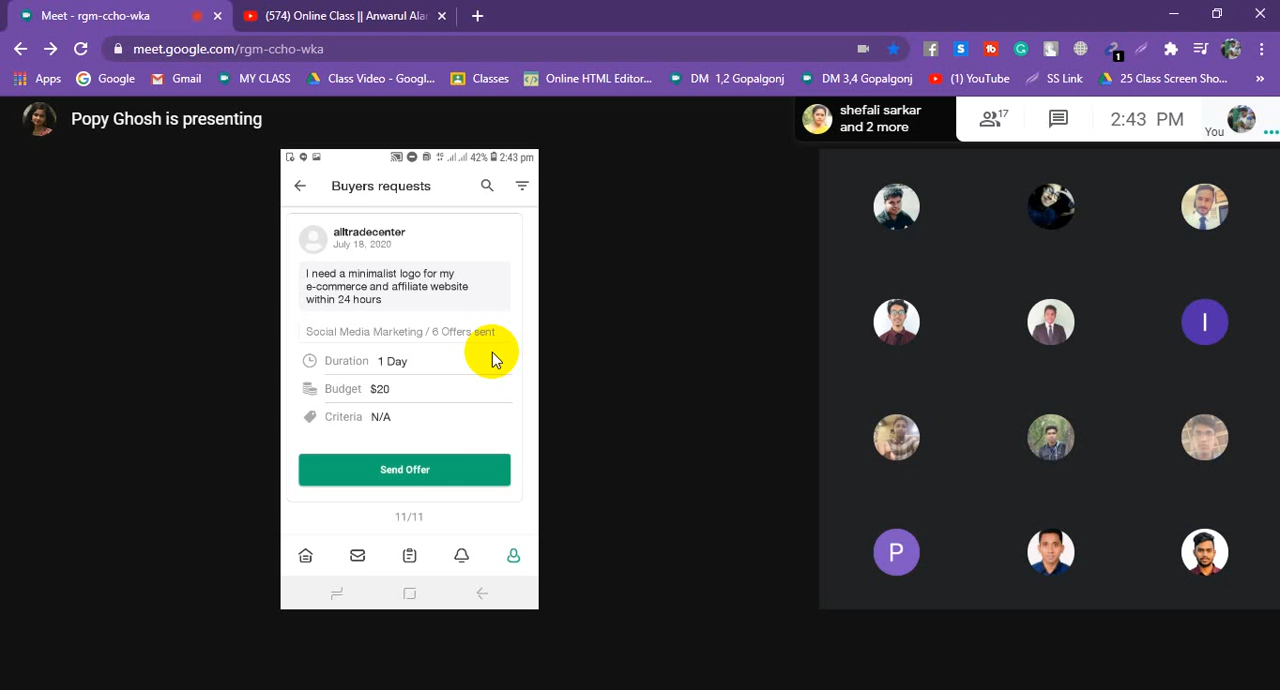 Meet - rgm-ccho-wka
(574) Online Class || Anwarul Alar
meet.google.com/rgm-ccho-wka
1
Apps
Google
Gmail
MY CLASS
Class Video - Googl...
Classes
Online HTML Editor...
DM 1,2 Gopalgonj
DM 3,4 Gopalgonj
(1) YouTube
SS Link
25 Class Screen Sho...
»
Popy Ghosh is presenting
shefali sarkar
and 2 more
17
2:43 PM
You
42% 2:43 pm
Buyers requests
alltradecenter
July 18, 2020
I need a minimalist logo for my
e-commerce and affiliate website
within 24 hours
Social Media Marketing / 6 Offers sent
Duration 1 Day
Budget $20
Criteria N/A
Send Offer
11/11
I
P